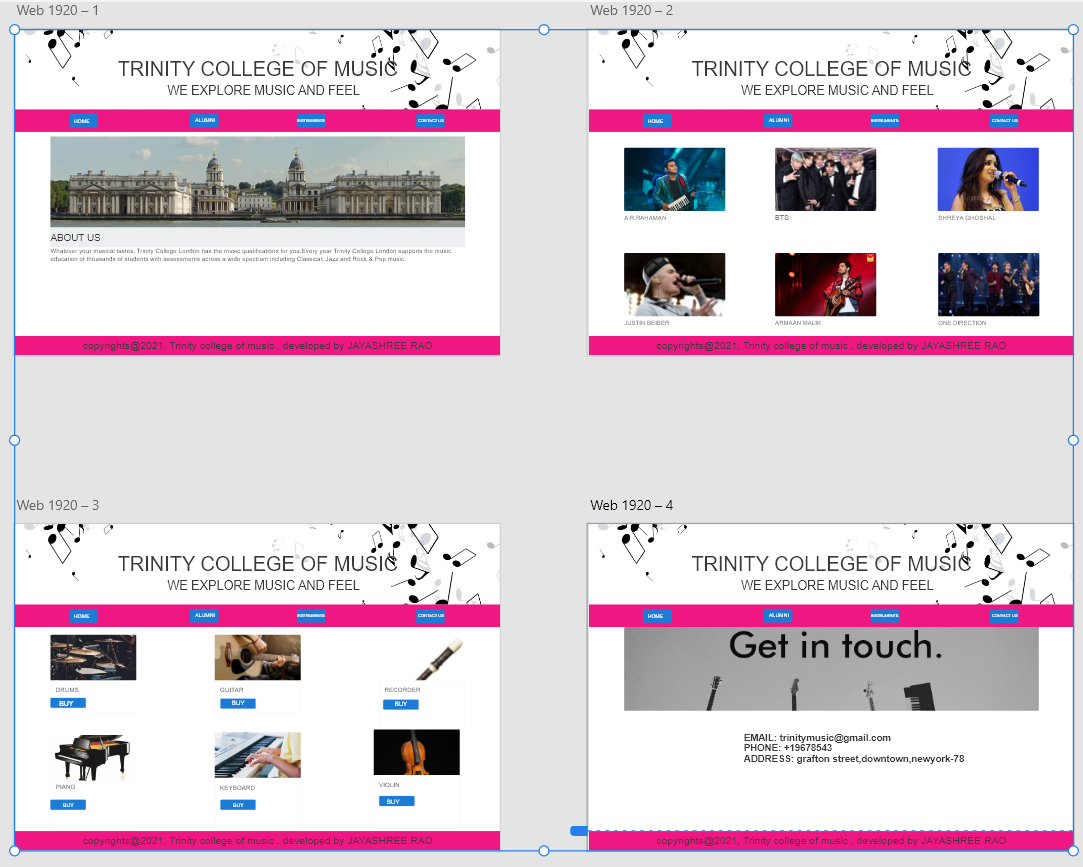 Web 1920 – 1
TRINITY COLLEGE OF MUSIC
WE EXPLORE MUSIC AND FEEL
HOME
ALUMNI
INSTRUMENTS
CONTACT US
ABOUT US
Whatever your musical tastes, Trinity College London has the music qualifications for you.Every year Trinity College London supports the music
education of thousands of students with assessments across a wide spectrum including Classical, Jazz and Rock & Pop music.
copyrights@2021, Trinity college of music , developed by JAYASHREE RAO
Web 1920 – 2
TRINITY COLLEGE OF MUSIC
WE EXPLORE MUSIC AND FEEL
HOME
ALUMNI
INSTRUMENTS
CONTACT US
A.R.RAHAMAN
BTS
SHREYA GHOSHAL
JUSTIN BEIBER
ARMAAN MALIK
ONE DIRECTION
copyrights@2021, Trinity college of music , developed by JAYASHREE RAO
Web 1920 – 3
TRINITY COLLEGE OF MUSIC
WE EXPLORE MUSIC AND FEEL
HOME
ALUMNI
INSTRUMENTS
CONTACT US
DRUMS
GUITAR
RECORDER
BUY
BUY
BUY
PIANO
KEYBOARD
VIOLIN
BUY
BUY
BUY
copyrights@2021, Trinity college of music , developed by JAYASHREE RAO
Web 1920 – 4
TRINITY COLLEGE OF MUSIC
WE EXPLORE MUSIC AND FEEL
HOME
ALUMNI
INSTRUMENTS
CONTACT US
Get in touch.
EMAIL: trinitymusic@gmail.com
PHONE: +19678543
ADDRESS: grafton street,downtown,newyork-78
copyrights@2021, Trinity college of music , developed by JAYASHREE RAO